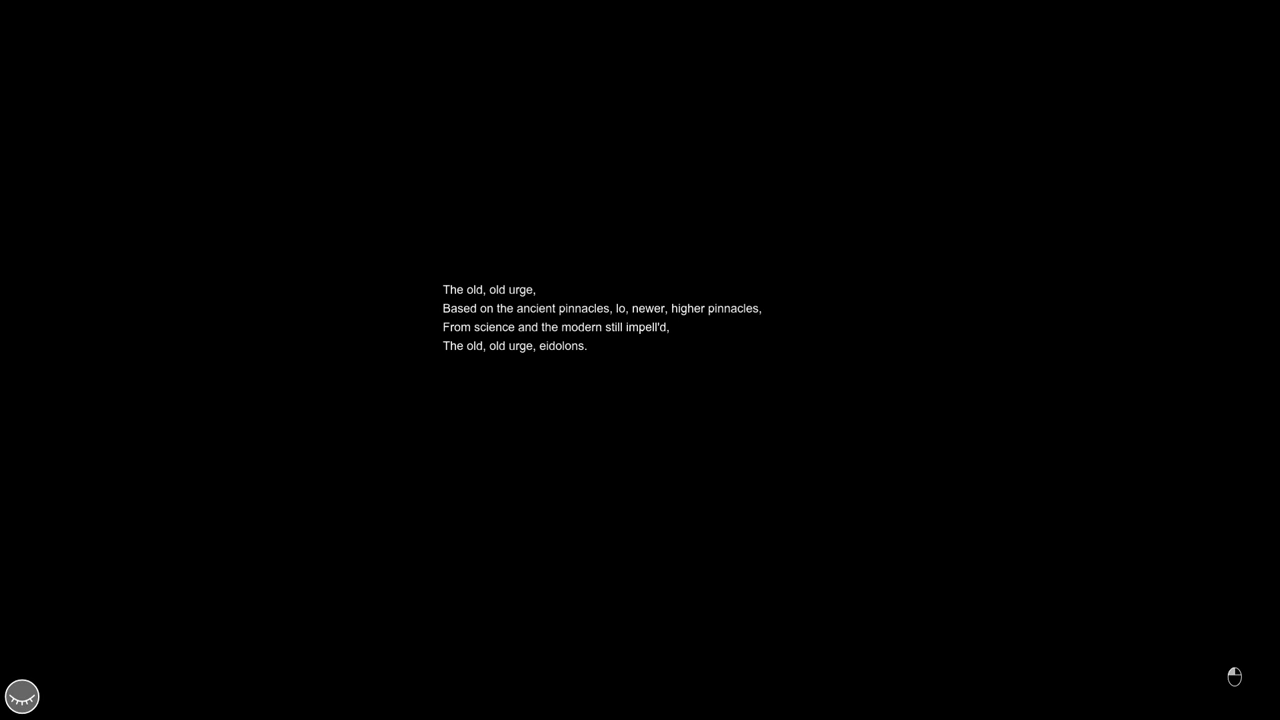 The old, old urge,
Based on the ancient pinnacles, lo, newer, higher pinnacles,
From science and the modern still impell'd,
The old, old urge, eidolons.